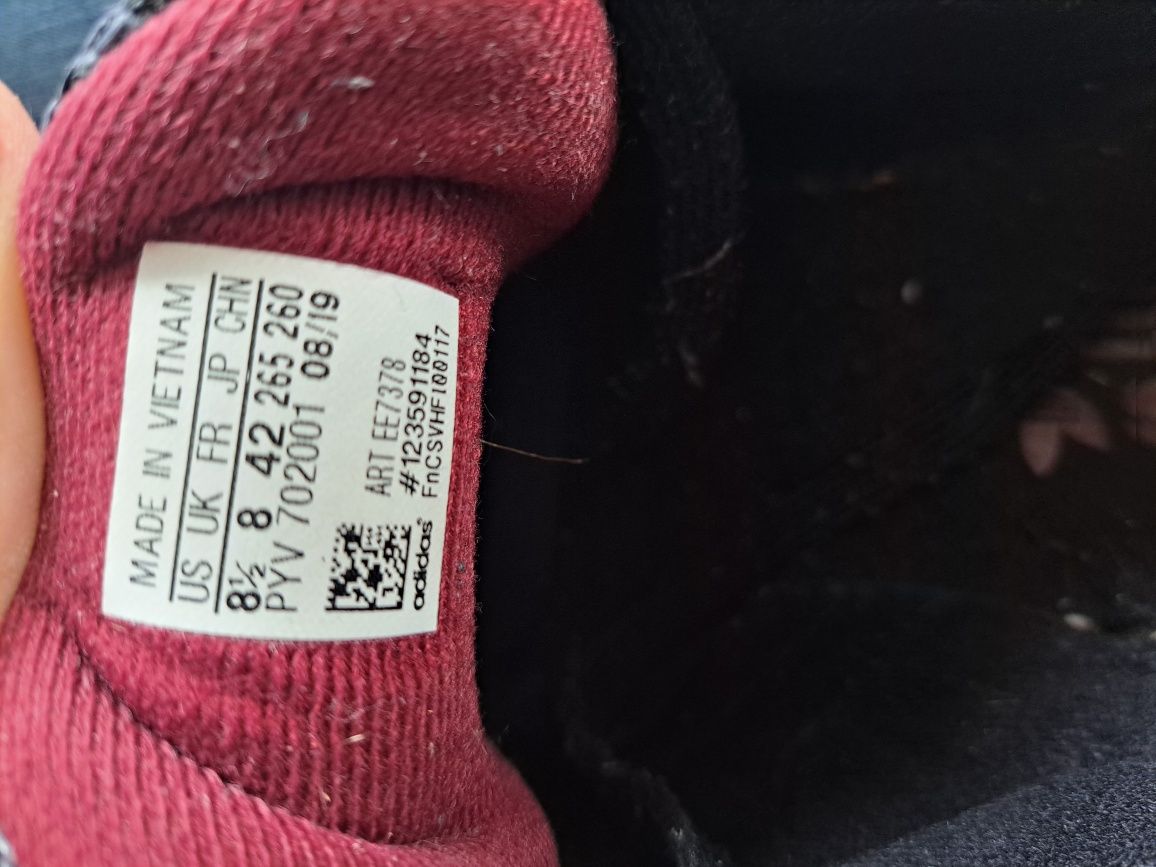 MADE IN VIETNAM
US UK FR JP CHN
8½ 8 42 265 260
PYV 702001 08/19
ART EE7378
#123591184
FnCSVHFl00117
adidas®